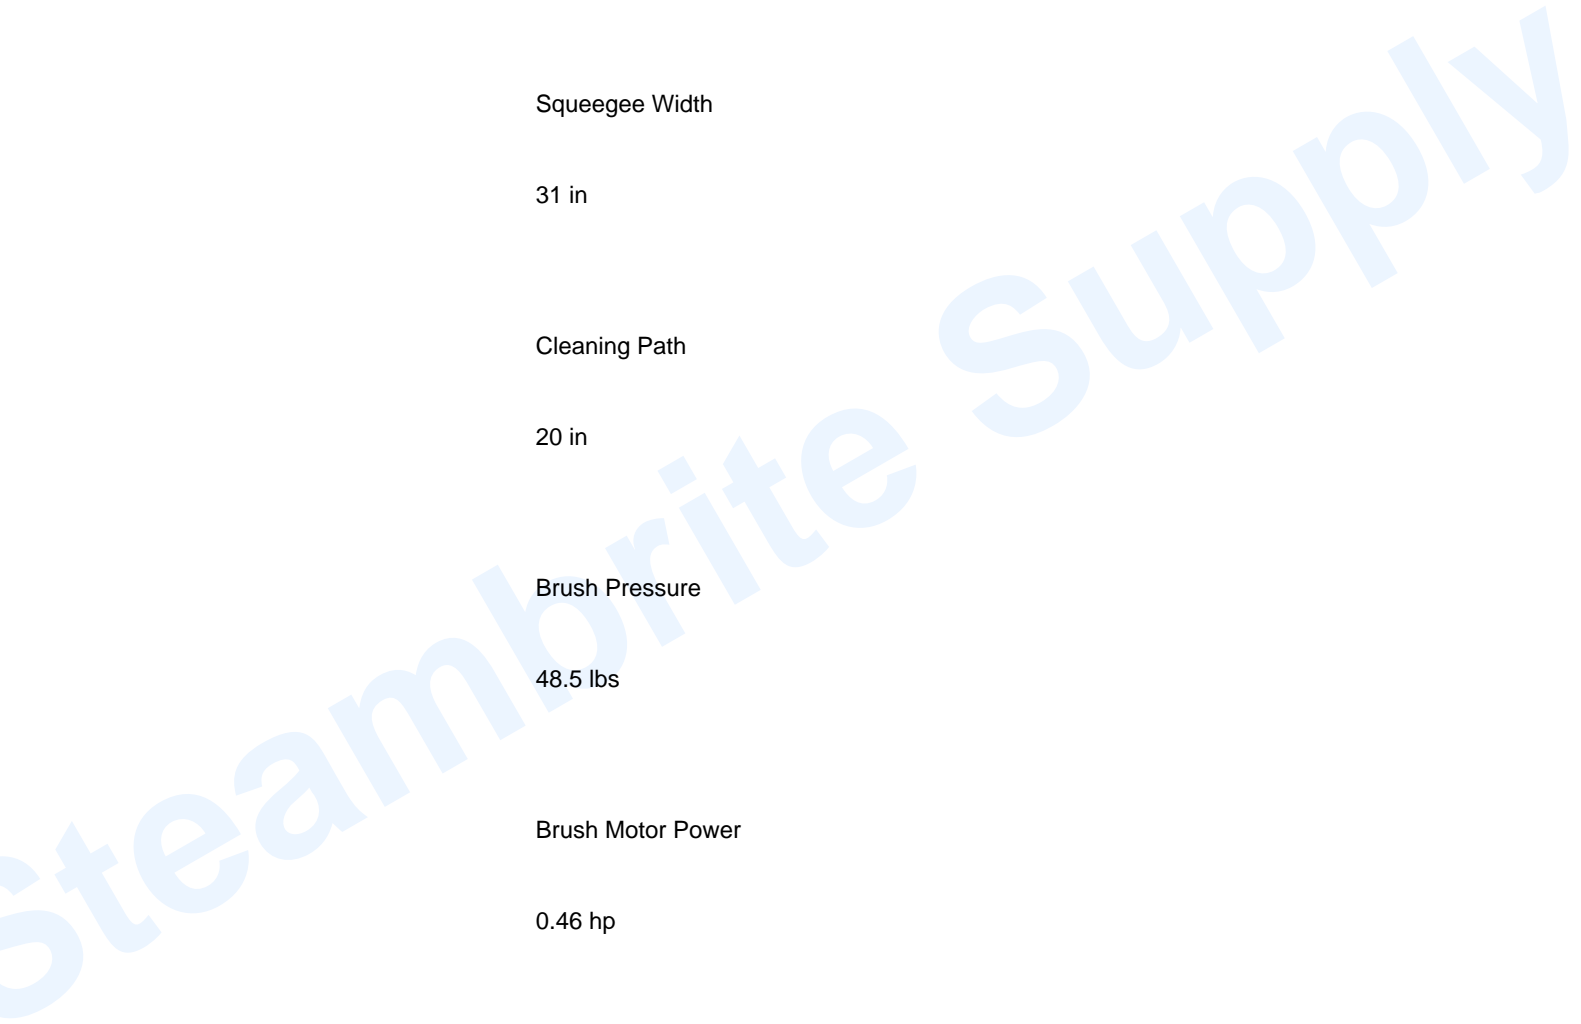 Squeegee Width
31 in
Cleaning Path
20 in
Brush Pressure
48.5 lbs
Brush Motor Power
0.46 hp
Steambrite Supply